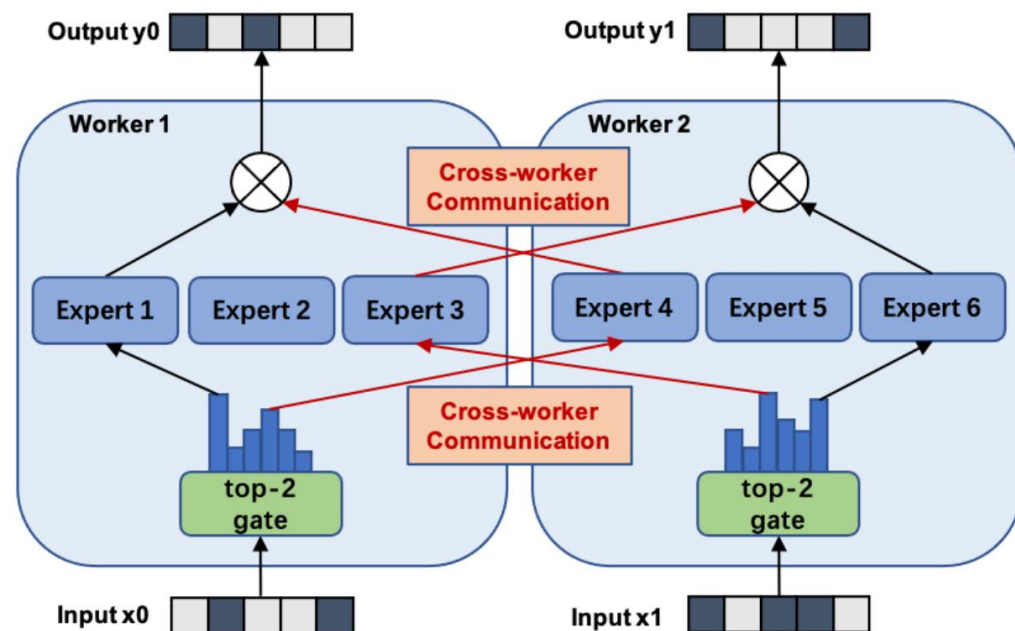 Output y0
Output y1
Worker 1
Worker 2
Cross-worker
Communication
Expert 1
Expert 2
Expert 3
Expert 4
Expert 5
Expert 6
Cross-worker
Communication
top-2
gate
top-2
gate
Input x0
Input x1